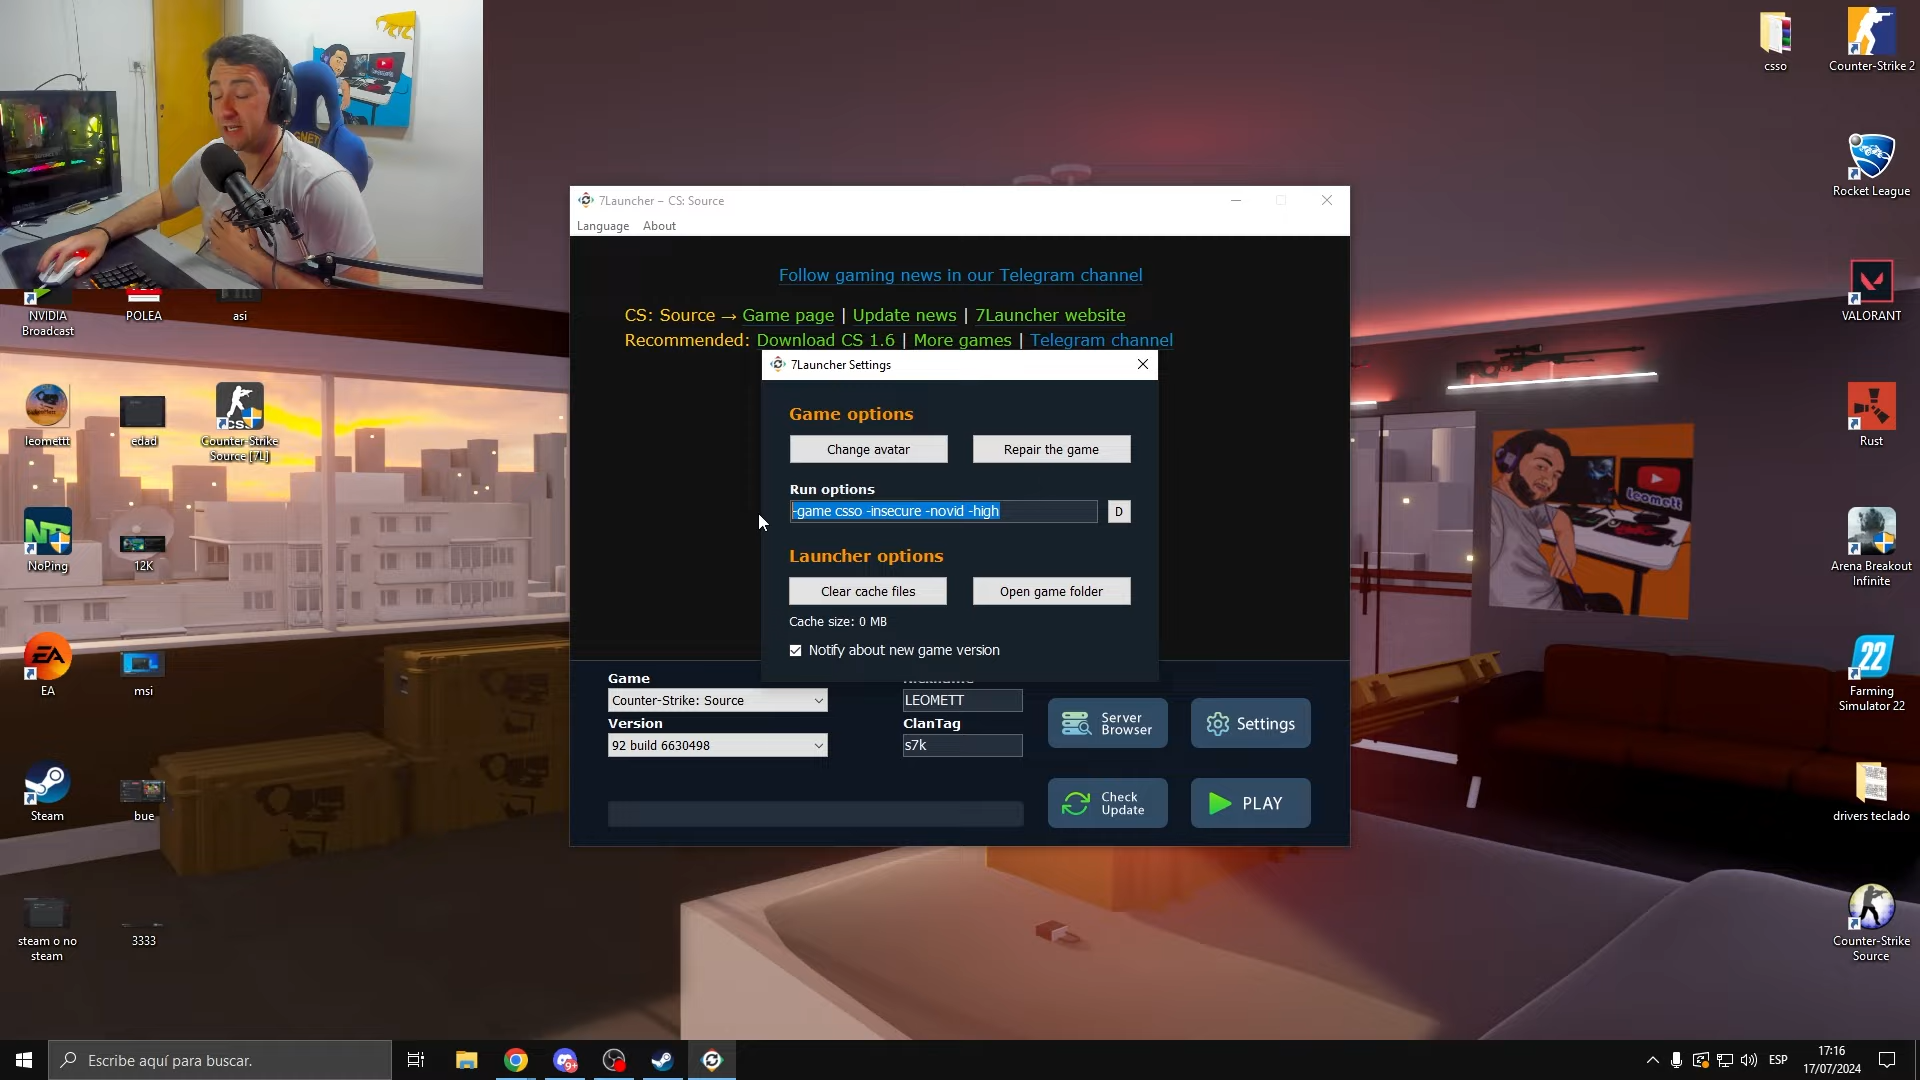 csso
Counter-Strike 2
Rocket League
VALORANT
Rust
Arena Breakout
Infinite
Farming
Simulator 22
drivers teclado
Counter-Strike
Source
NVIDIA
Broadcast
POLEA
asi
leomettt
edad
Counter-Strike
Source [7L]
NoPing
12K
EA
msi
Steam
bue
steam o no
steam
3333
7Launcher – CS: Source
Language About
Follow gaming news in our Telegram channel
CS: Source → Game page | Update news | 7Launcher website
Recommended: Download CS 1.6 | More games | Telegram channel
7Launcher Settings
Game options
Change avatar
Repair the game
Run options
-game csso -insecure -novid -high
D
Launcher options
Clear cache files
Open game folder
Cache size: 0 MB
Notify about new game version
Game
Counter-Strike: Source
Version
92 build 6630498
LEOMETT
ClanTag
s7k
Server
Browser
Settings
Check
Update
PLAY
leomett
Escribe aquí para buscar.
9+
ESP
17:16
17/07/2024